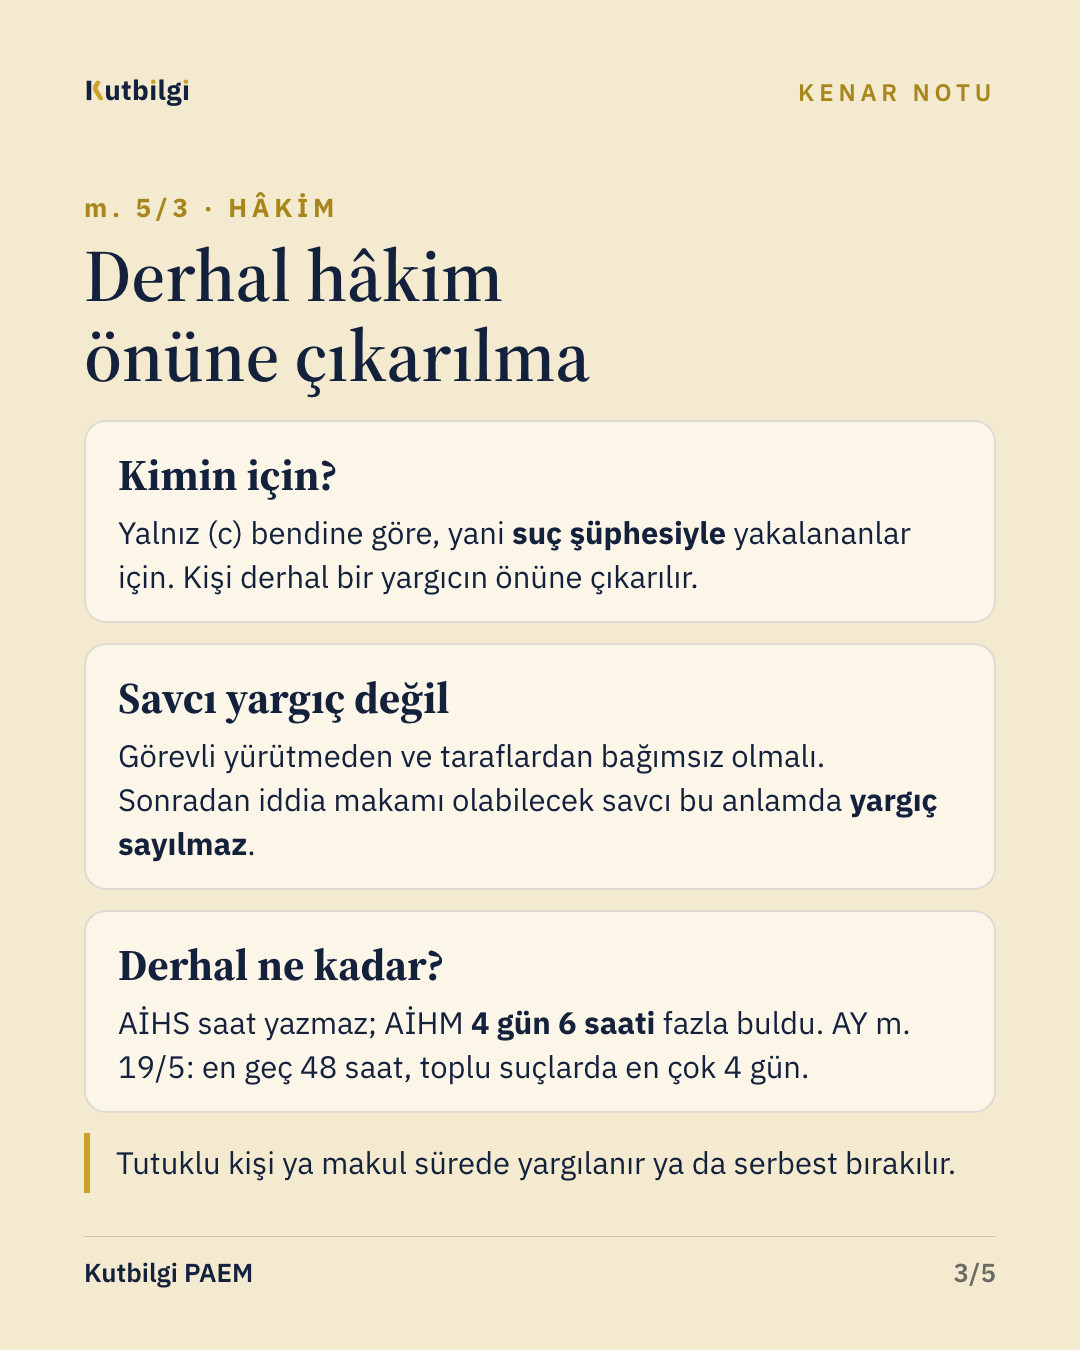 Kutbilgi
KENAR NOTU
m. 5/3 · HÂKİM
Derhal hâkim
önüne çıkarılma
Kimin için?
Yalnız (c) bendine göre, yani suç şüphesiyle yakalananlar
için. Kişi derhal bir yargıcın önüne çıkarılır.
Savcı yargıç değil
Görevli yürütmeden ve taraflardan bağımsız olmalı.
Sonradan iddia makamı olabilecek savcı bu anlamda yargıç
sayılmaz.
Derhal ne kadar?
AİHS saat yazmaz; AİHM 4 gün 6 saati fazla buldu. AY m.
19/5: en geç 48 saat, toplu suçlarda en çok 4 gün.
Tutuklu kişi ya makul sürede yargılanır ya da serbest bırakılır.
Kutbilgi PAEM
3/5